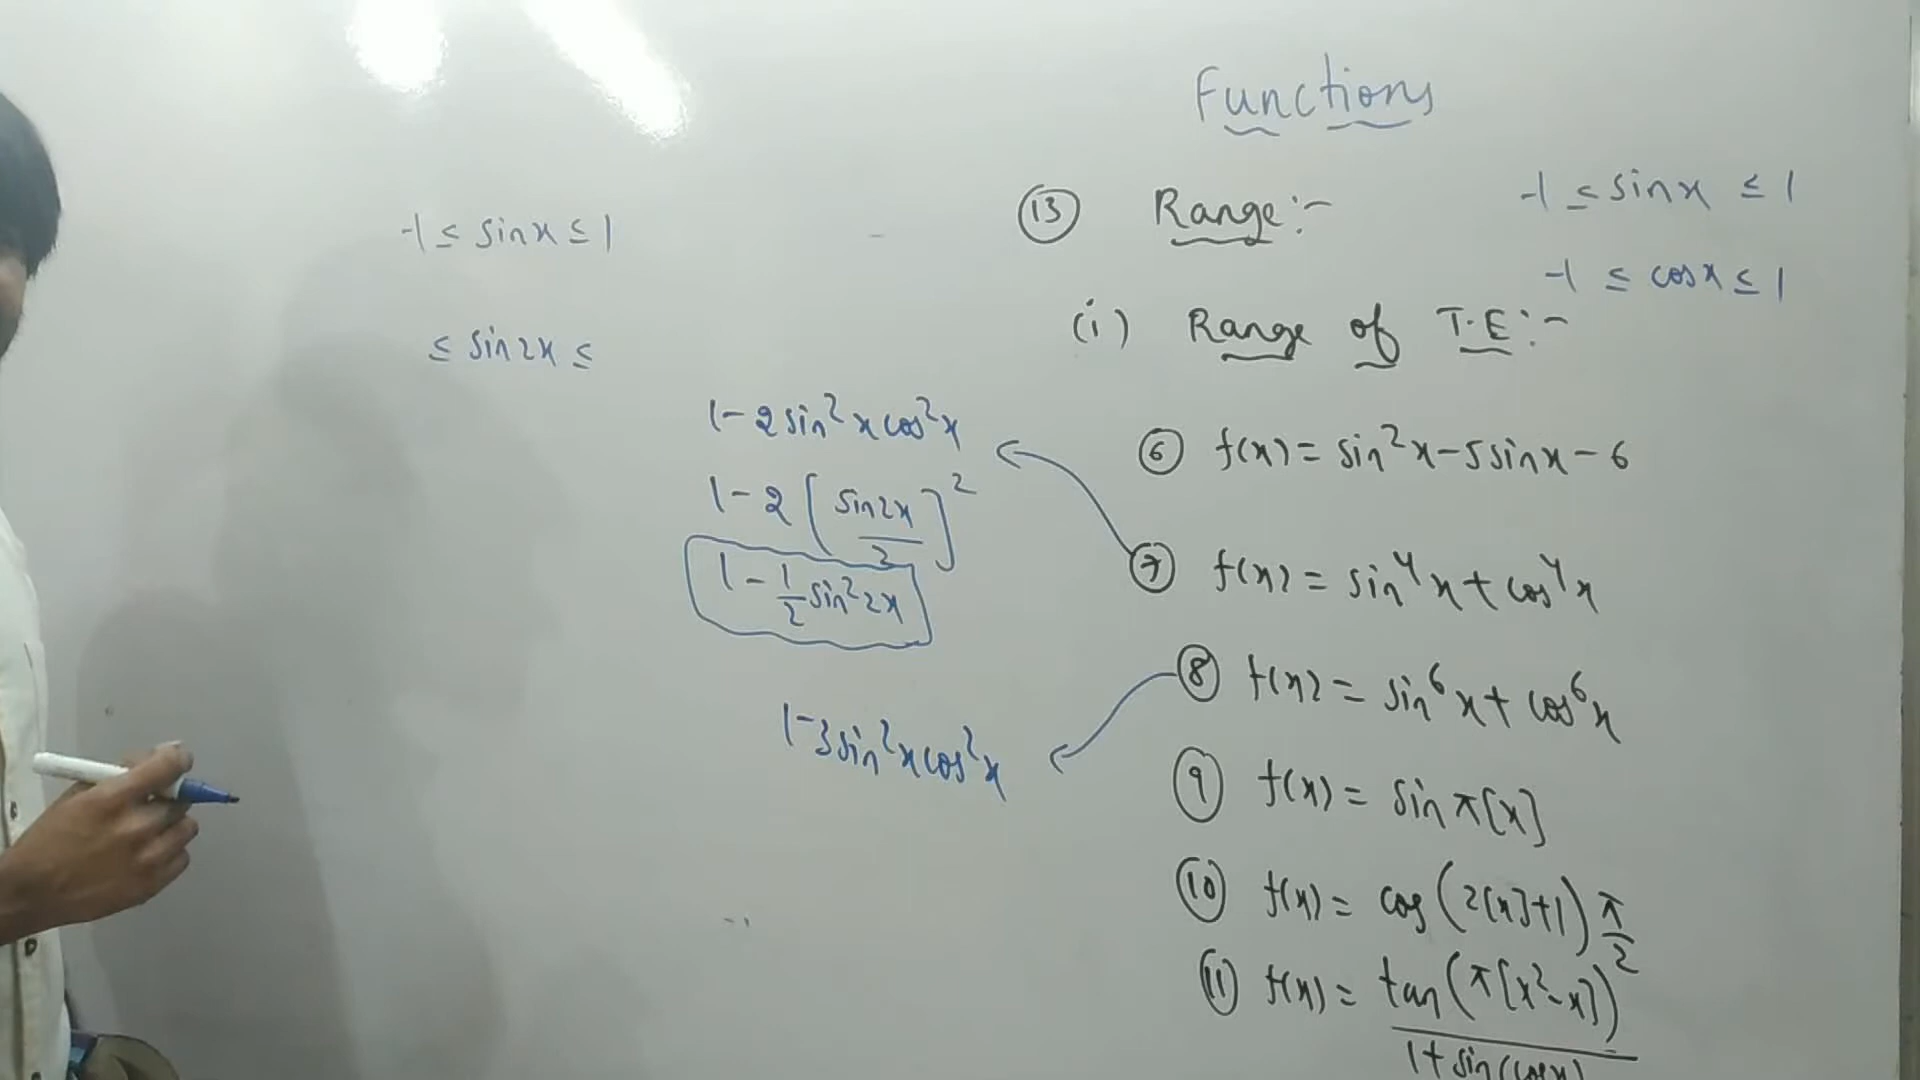 Functions
-1 ≤ sinx ≤ 1
≤ sin2x ≤
13 Range:-
-1 ≤ sinx ≤ 1
-1 ≤ cosx ≤ 1
(i) Range of T.E:-
1-2sin²xcos²x
1-2[sin2x/2]²
1-1/2 sin²2x
1-3sin²xcos²x
6 f(x) = sin²x-5sinx-6
7 f(x) = sin⁴x+cos⁴x
8 f(x) = sin⁶x+cos⁶x
9 f(x) = sin π[x]
10 f(x) = cos(2[x]+1)π/2
11 f(x) = tan(π[x²-x])
1+sin(cosx)